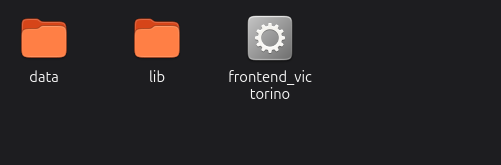 data
lib
frontend_vic
torino